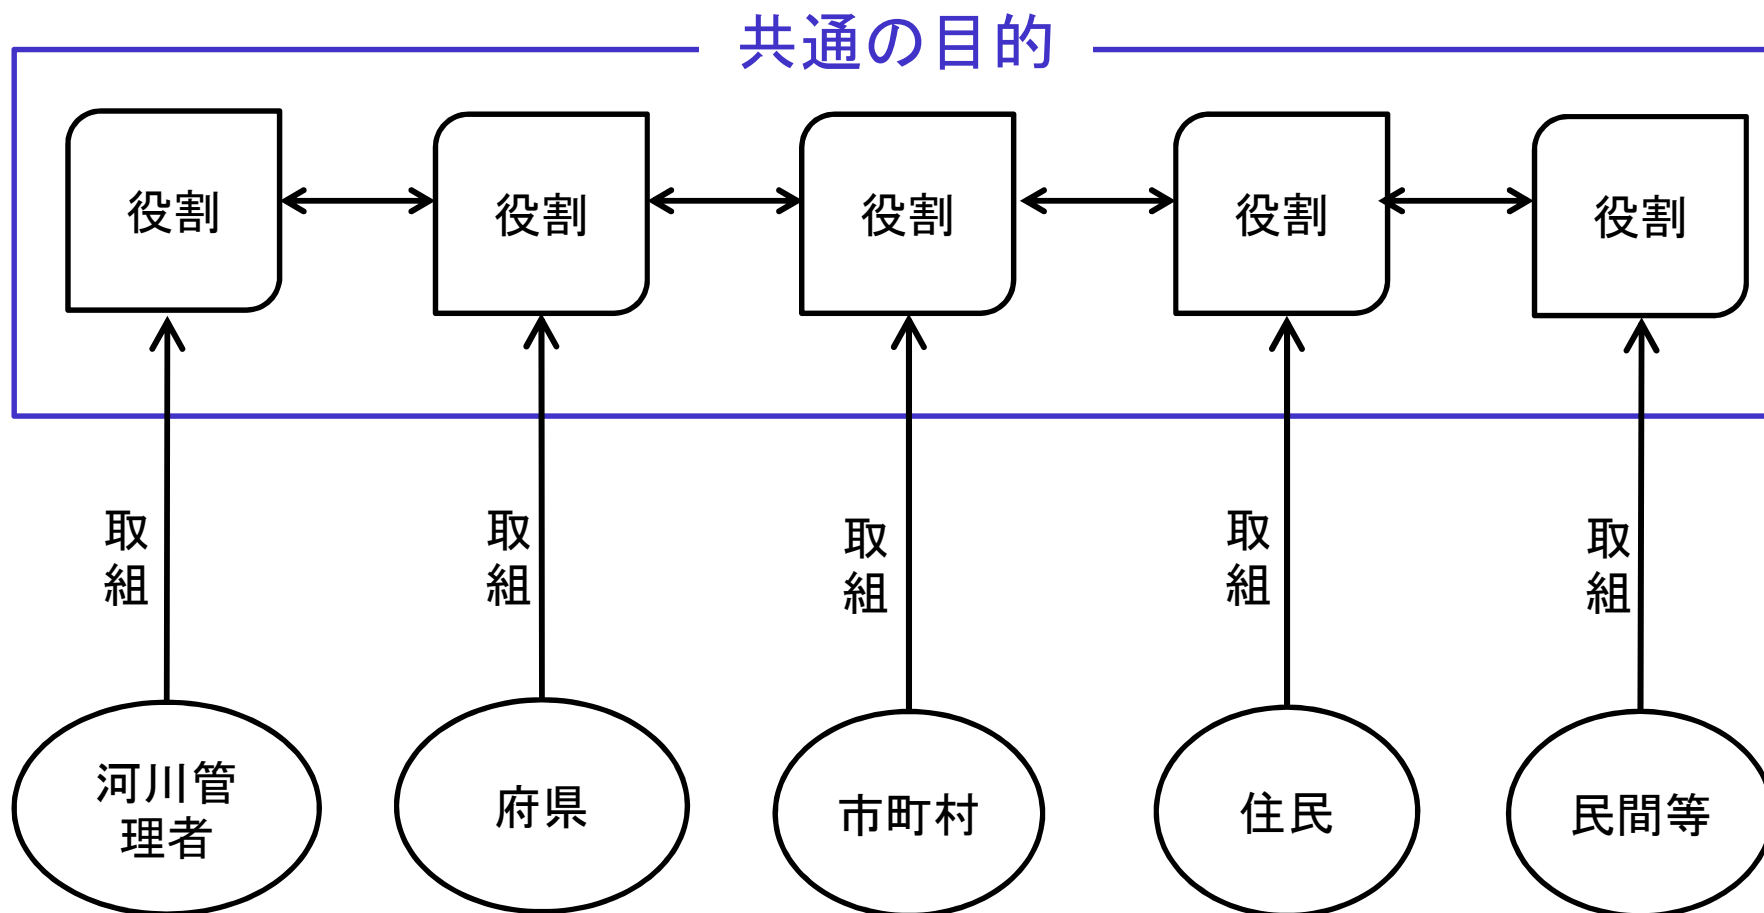 共通の目的
役割
役割
役割
役割
役割
取
組
取
組
取
組
取
組
取
組
河川管
理者
府県
市町村
住民
民間等